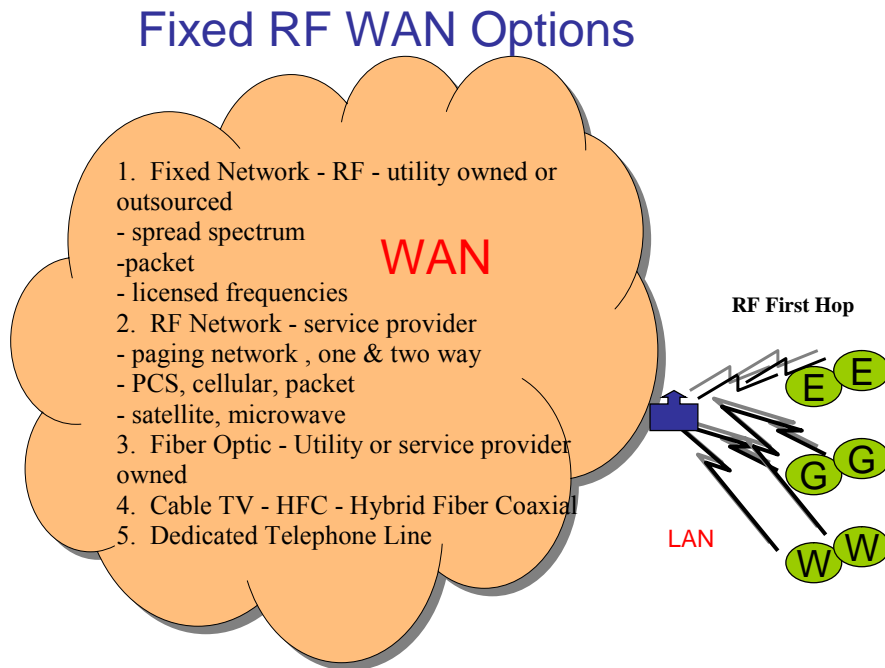 Fixed RF WAN Options
1. Fixed Network - RF - utility owned or
outsourced
- spread spectrum
-packet
- licensed frequencies
2. RF Network - service provider
- paging network , one & two way
- PCS, cellular, packet
- satellite, microwave
3. Fiber Optic - Utility or service provider
owned
4. Cable TV - HFC - Hybrid Fiber Coaxial
5. Dedicated Telephone Line
WAN
RF First Hop
E E
G G
LAN
W W